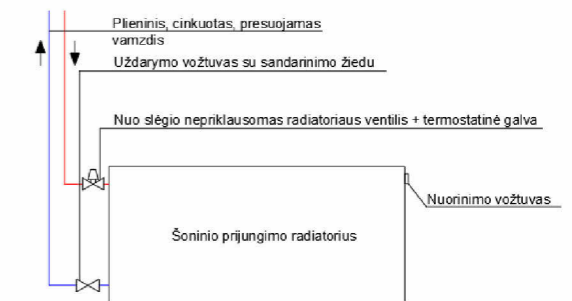 Plieninis, cinkuotas, presuojamas
vamzdis
Uždarymo vožtuvas su sandarinimo žiedu
Nuo slėgio nepriklausomas radiatoriaus ventilis + termostatinė galva
Nuorinimo vožtuvas
Šoninio prijungimo radiatorius